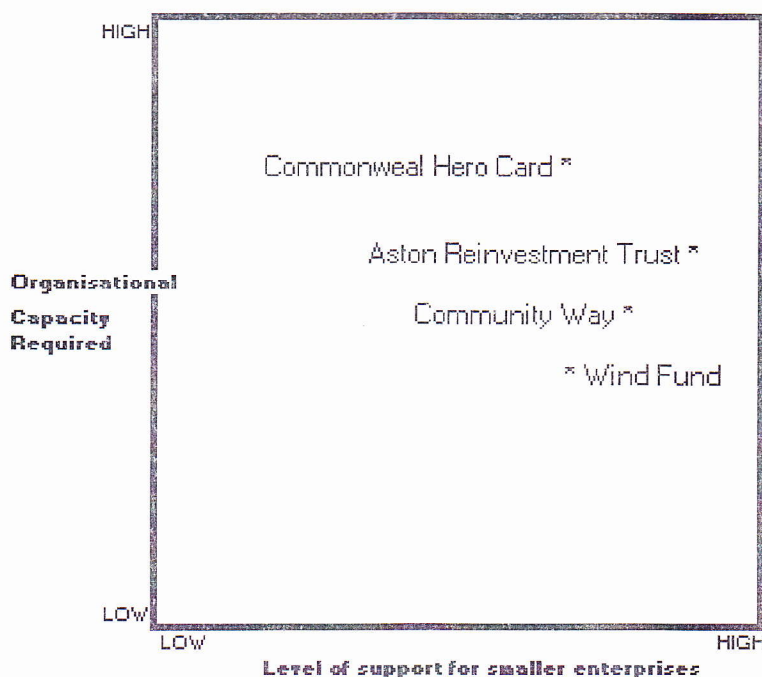 HIGH
Commonweal Hero Card *
Aston Reinvestment Trust *
Organisational
Capacity
Required
Community Way *
* Wind Fund
LOW
LOW
HIGH
Level of support for smaller enterprises